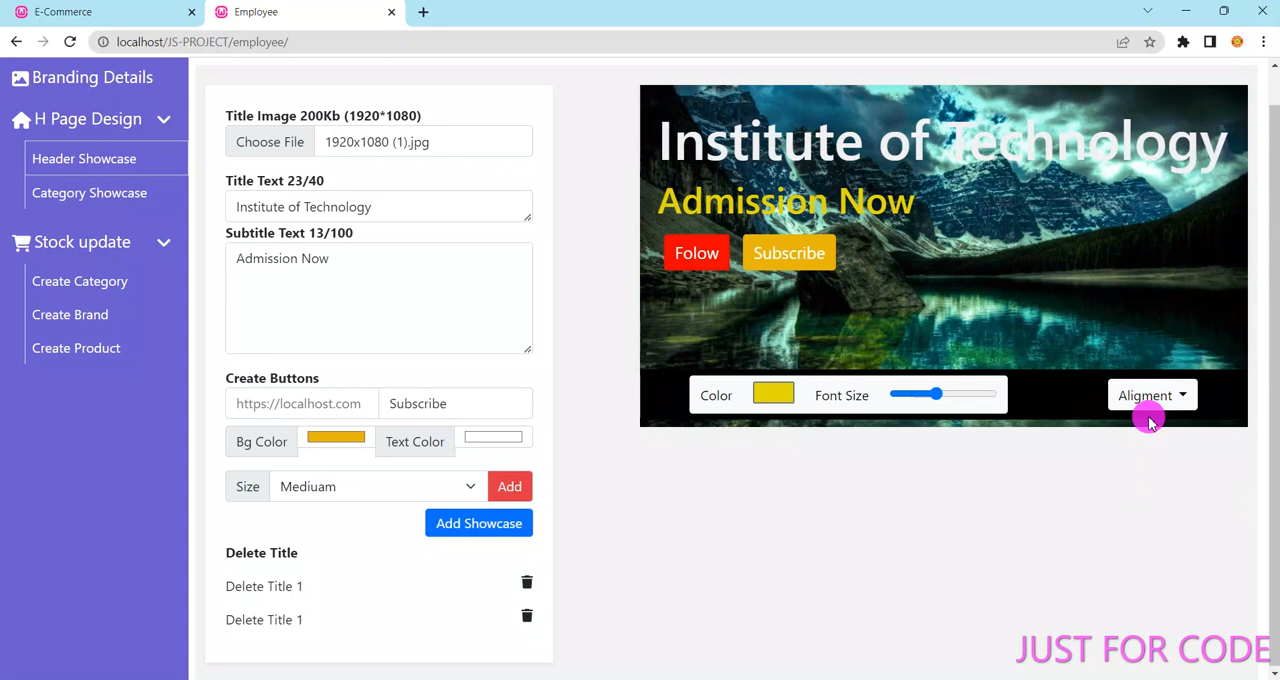 E-Commerce
Employee
localhost/JS-PROJECT/employee/
Branding Details
H Page Design
Header Showcase
Category Showcase
Stock update
Create Category
Create Brand
Create Product
Title Image 200Kb (1920*1080)
Choose File 1920x1080 (1).jpg
Title Text 23/40
Institute of Technology
Subtitle Text 13/100
Admission Now
Create Buttons
https://localhost.com Subscribe
Bg Color Text Color
Size Mediuam Add
Add Showcase
Delete Title
Delete Title 1
Delete Title 1
Institute of Technology
Admission Now
Folow Subscribe
Color Font Size Aligment
JUST FOR CODE